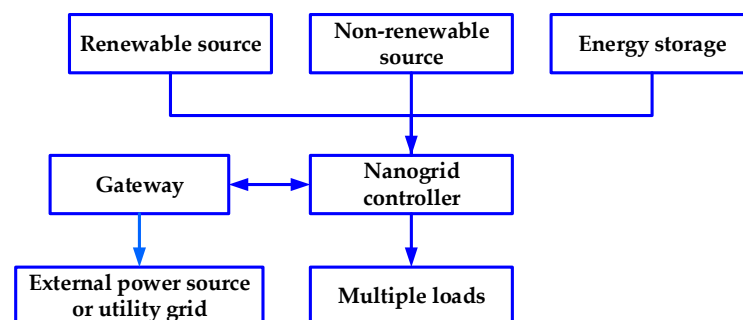 Renewable source
Non-renewable
source
Energy storage
Gateway
Nanogrid
controller
External power source
or utility grid
Multiple loads